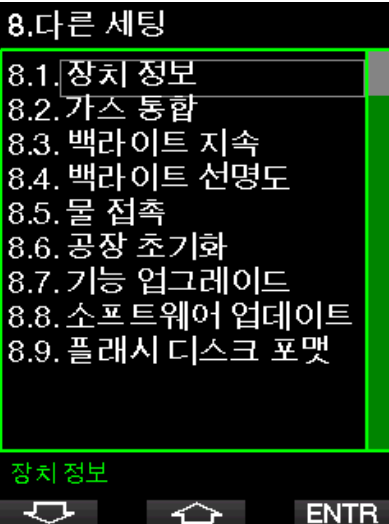 8.다른 세팅
8.1. 장치 정보
8.2. 가스 통합
8.3. 백라이트 지속
8.4. 백라이트 선명도
8.5. 물 접촉
8.6. 공장 초기화
8.7. 기능 업그레이드
8.8. 소프트웨어 업데이트
8.9. 플래시 디스크 포맷
장치 정보
ENTR